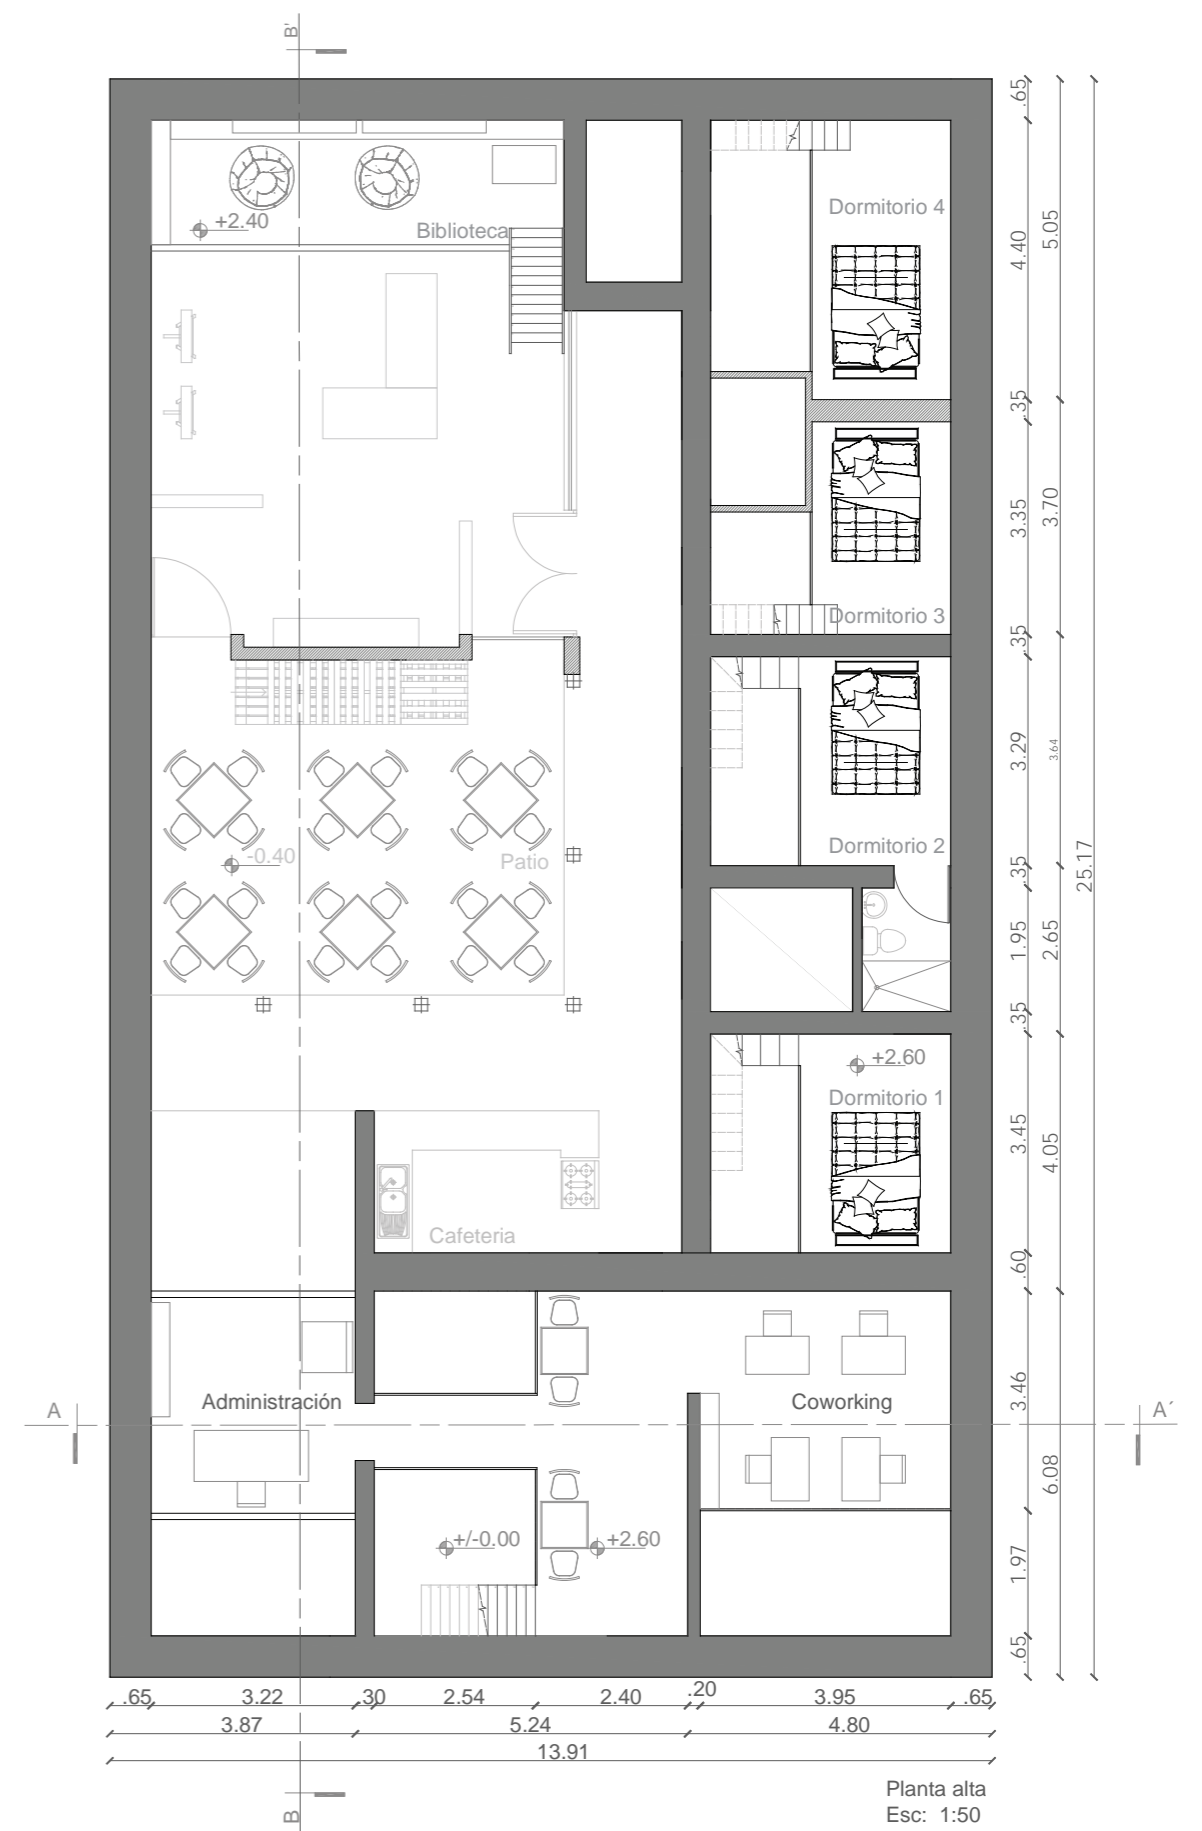 B'
.65
+2.40
Biblioteca
Dormitorio 4
4.40
5.05
.35
3.35
3.70
Dormitorio 3
.35
3.29
3.64
Dormitorio 2
-0.40
Patio
.35
25.17
1.95
2.65
.35
+2.60
Dormitorio 1
3.45
4.05
Cafeteria
.60
Administración
Coworking
3.46
A
A´
6.08
+/-0.00
+2.60
1.97
.65
.65
3.22
.30
2.54
2.40
.20
3.95
.65
3.87
5.24
4.80
13.91
B
Planta alta
Esc: 1:50